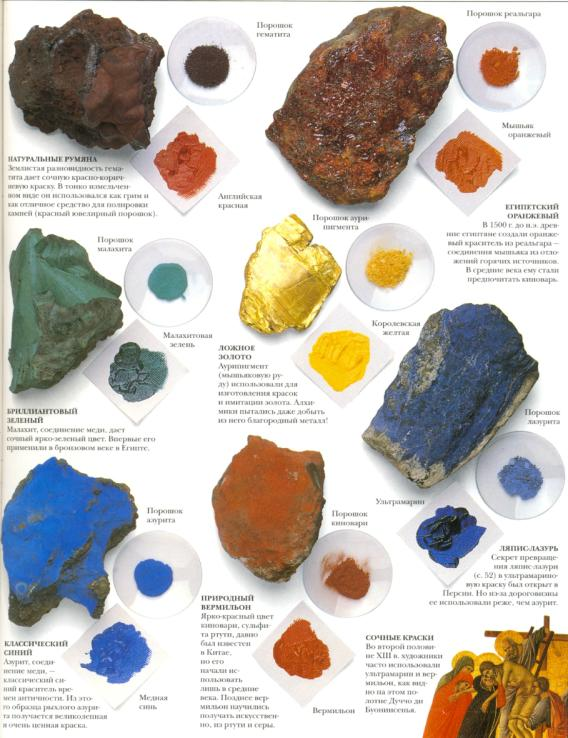 Порошок
гематита
Порошок реальгара
Мышьяк
оранжевый
НАТУРАЛЬНЫЕ РУМЯНА
Землистая разновидность гема-
тита дает сочную красно-корич-
невую краску. В тонко измельчен-
ном виде он использовался как грим и
как отличное средство для полировки
камней (красный ювелирный порошок).
Английская
красная
ЕГИПЕТСКИЙ
ОРАНЖЕВЫЙ
В 1500 г. до н.э. древ-
ние египтяне создали оранже-
вый краситель из реальгара –
соединения мышьяка из отло-
жений горячих источников.
В средние века ему стали
предпочитать киноварь.
Порошок аури-
пигмента
Порошок
малахита
Малахитовая
зелень
Королевская
желтая
ЛОЖНОЕ
ЗОЛОТО
Аурипигмент
(мышьяковую ру-
ду) использовали для
изготовления красок
и имитации золота. Алхи-
мики пытались даже добыть
из него благородный металл!
БРИЛЛИАНТОВЫЙ
ЗЕЛЕНЫЙ
Малахит, соединение меди, дает
сочный ярко-зеленый цвет. Впервые его
применили в бронзовом веке в Египте.
Порошок
лазурита
Ультрамарин
Порошок
азурита
Порошок
киновари
ЛЯПИС-ЛАЗУРЬ
Секрет превраще-
ния ляпис-лазури
(с. 52) в ультрамарино-
вую краску был открыт в
Персии. Но из-за дороговизны
ее использовали реже, чем азурит.
ПРИРОДНЫЙ
ВЕРМИЛЬОН
Ярко-красный цвет
киновари, сульфи-
та ртути, давно
был известен
в Китае,
но его
начали ис-
пользовать
лишь в средние
века. Позднее вер-
мильон научились
получать искусствен-
но, из ртути и серы.
Вермильон
КЛАССИЧЕСКИЙ
СИНИЙ
Азурит, соеди-
нение меди, –
классический си-
ний краситель вре-
мен античности. Из это-
го образца рыхлого азури-
та получается великолепная
и очень ценная краска.
Медная
синь
СОЧНЫЕ КРАСКИ
Во второй полови-
не XIII в. художники
часто использовали
ультрамарин и вер-
мильон, как вид-
но на этом по-
лотне Дуччо ди
Буонинсенья.